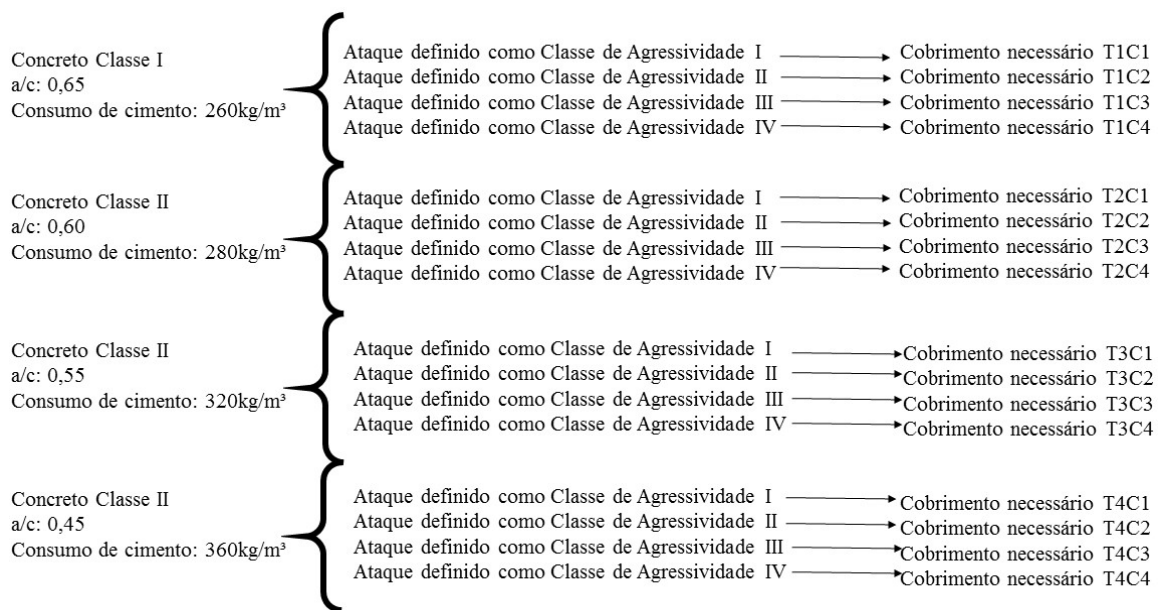 Concreto Classe I
a/c: 0,65
Consumo de cimento: 260kg/m³
Ataque definido como Classe de Agressividade I
Cobrimento necessário T1C1
Ataque definido como Classe de Agressividade II
Cobrimento necessário T1C2
Ataque definido como Classe de Agressividade III
Cobrimento necessário T1C3
Ataque definido como Classe de Agressividade IV
Cobrimento necessário T1C4
Concreto Classe II
a/c: 0,60
Consumo de cimento: 280kg/m³
Ataque definido como Classe de Agressividade I
Cobrimento necessário T2C1
Ataque definido como Classe de Agressividade II
Cobrimento necessário T2C2
Ataque definido como Classe de Agressividade III
Cobrimento necessário T2C3
Ataque definido como Classe de Agressividade IV
Cobrimento necessário T2C4
Concreto Classe II
a/c: 0,55
Consumo de cimento: 320kg/m³
Ataque definido como Classe de Agressividade I
Cobrimento necessário T3C1
Ataque definido como Classe de Agressividade II
Cobrimento necessário T3C2
Ataque definido como Classe de Agressividade III
Cobrimento necessário T3C3
Ataque definido como Classe de Agressividade IV
Cobrimento necessário T3C4
Concreto Classe II
a/c: 0,45
Consumo de cimento: 360kg/m³
Ataque definido como Classe de Agressividade I
Cobrimento necessário T4C1
Ataque definido como Classe de Agressividade II
Cobrimento necessário T4C2
Ataque definido como Classe de Agressividade III
Cobrimento necessário T4C3
Ataque definido como Classe de Agressividade IV
Cobrimento necessário T4C4